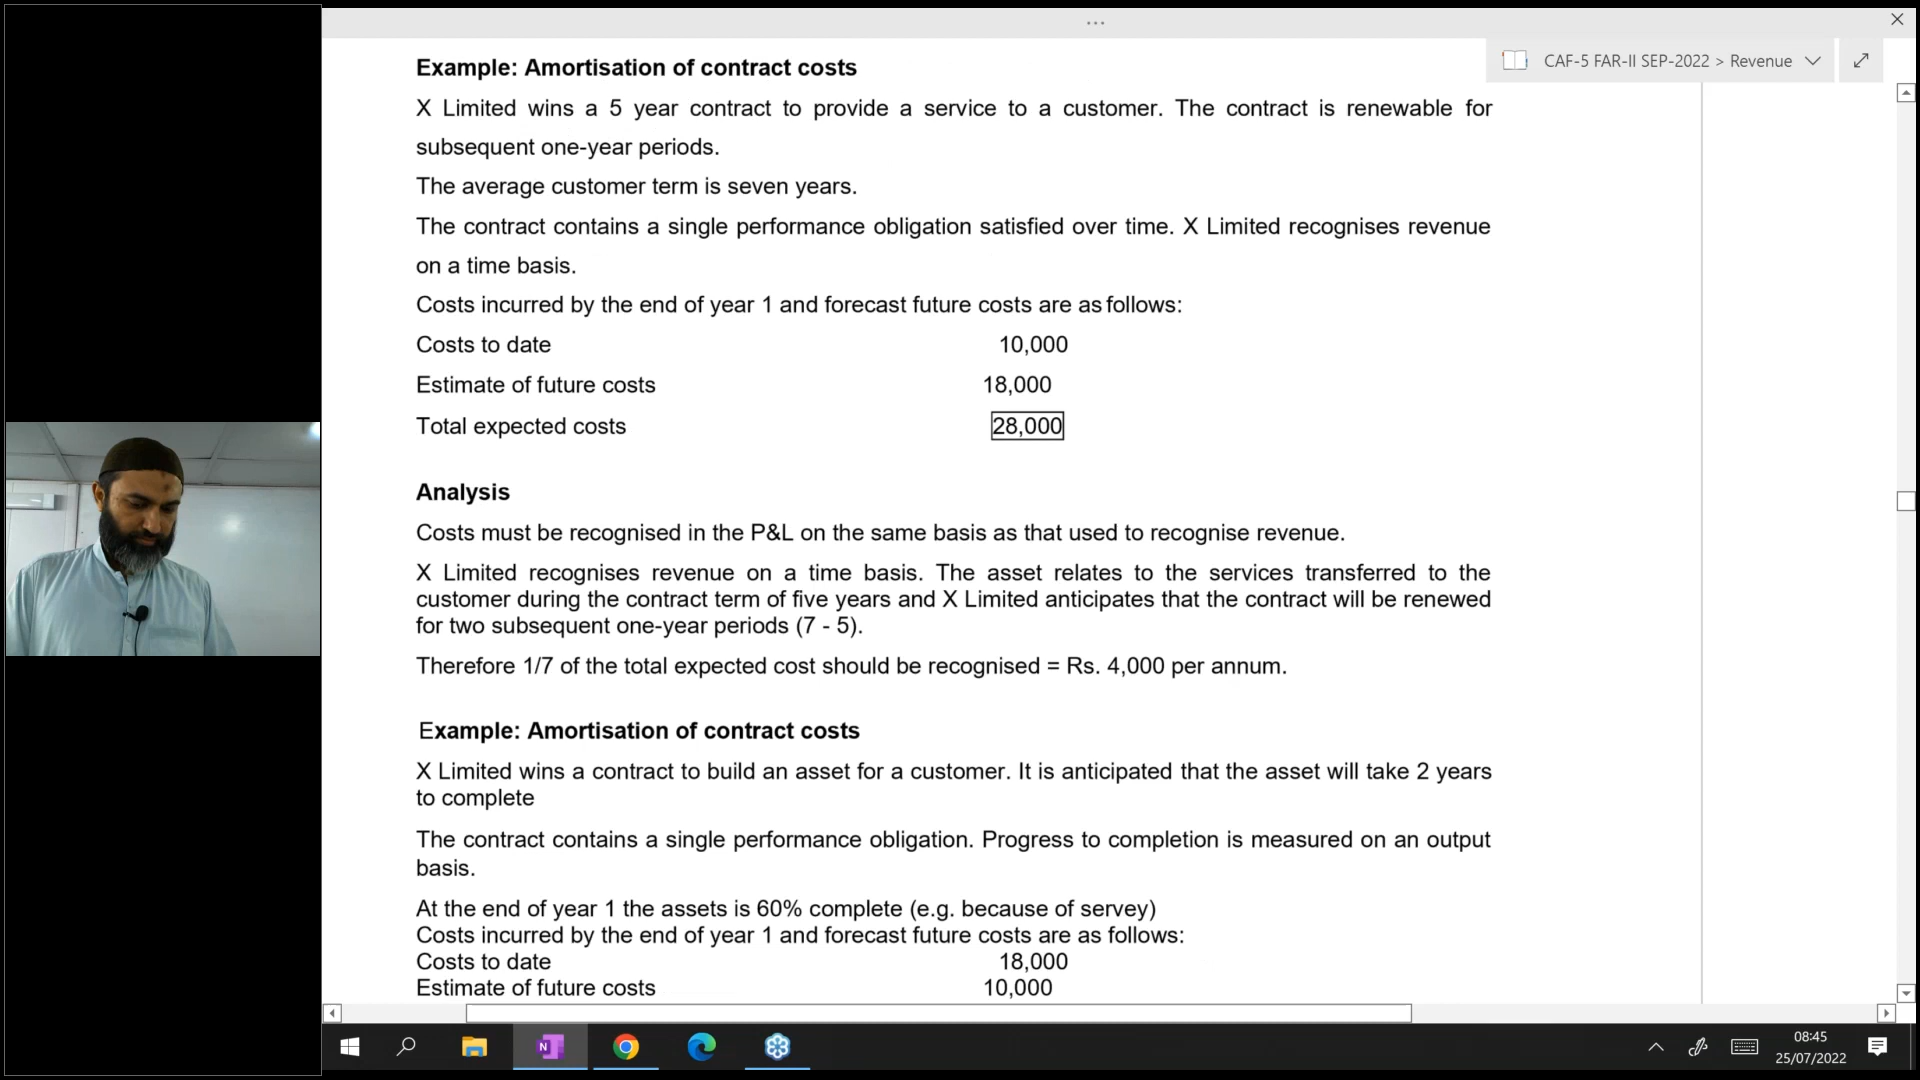 CAF-5 FAR-II SEP-2022 > Revenue
Example: Amortisation of contract costs
X Limited wins a 5 year contract to provide a service to a customer. The contract is renewable for
subsequent one-year periods.
The average customer term is seven years.
The contract contains a single performance obligation satisfied over time. X Limited recognises revenue
on a time basis.
Costs incurred by the end of year 1 and forecast future costs are as follows:
Costs to date 10,000
Estimate of future costs 18,000
Total expected costs 28,000
Analysis
Costs must be recognised in the P&L on the same basis as that used to recognise revenue.
X Limited recognises revenue on a time basis. The asset relates to the services transferred to the
customer during the contract term of five years and X Limited anticipates that the contract will be renewed
for two subsequent one-year periods (7 - 5).
Therefore 1/7 of the total expected cost should be recognised = Rs. 4,000 per annum.
Example: Amortisation of contract costs
X Limited wins a contract to build an asset for a customer. It is anticipated that the asset will take 2 years
to complete
The contract contains a single performance obligation. Progress to completion is measured on an output
basis.
At the end of year 1 the assets is 60% complete (e.g. because of servey)
Costs incurred by the end of year 1 and forecast future costs are as follows:
Costs to date 18,000
Estimate of future costs 10,000
N
08:45
25/07/2022